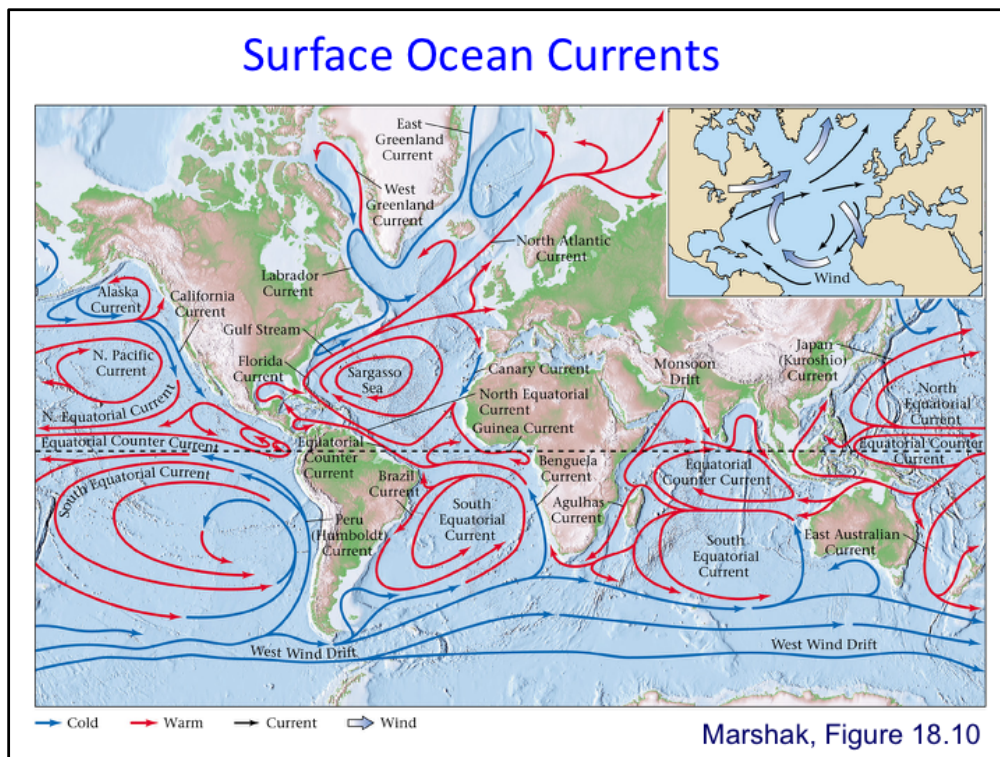 Surface Ocean Currents
East
Greenland
Current
West
Greenland
Current
North Atlantic
Current
Labrador
Current
Alaska
Current
California
Current
Gulf Stream
N. Pacific
Current
Florida
Current
Sargasso
Sea
Canary Current
North Equatorial
Current
Guinea Current
N. Equatorial Current
Equatorial Counter Current
Equatorial
Counter
Current
South Equatorial Current
Brazil
Current
Peru
(Humboldt)
Current
South
Equatorial
Current
Benguela
Current
Agulhas
Current
Monsoon
Drift
Equatorial
Counter Current
South
Equatorial
Current
Japan
(Kuroshio)
Current
North
Equatorial
Current
Equatorial Counter
Current
East Australian
Current
West Wind Drift
West Wind Drift
Wind
Cold
Warm
Current
Wind
Marshak, Figure 18.10